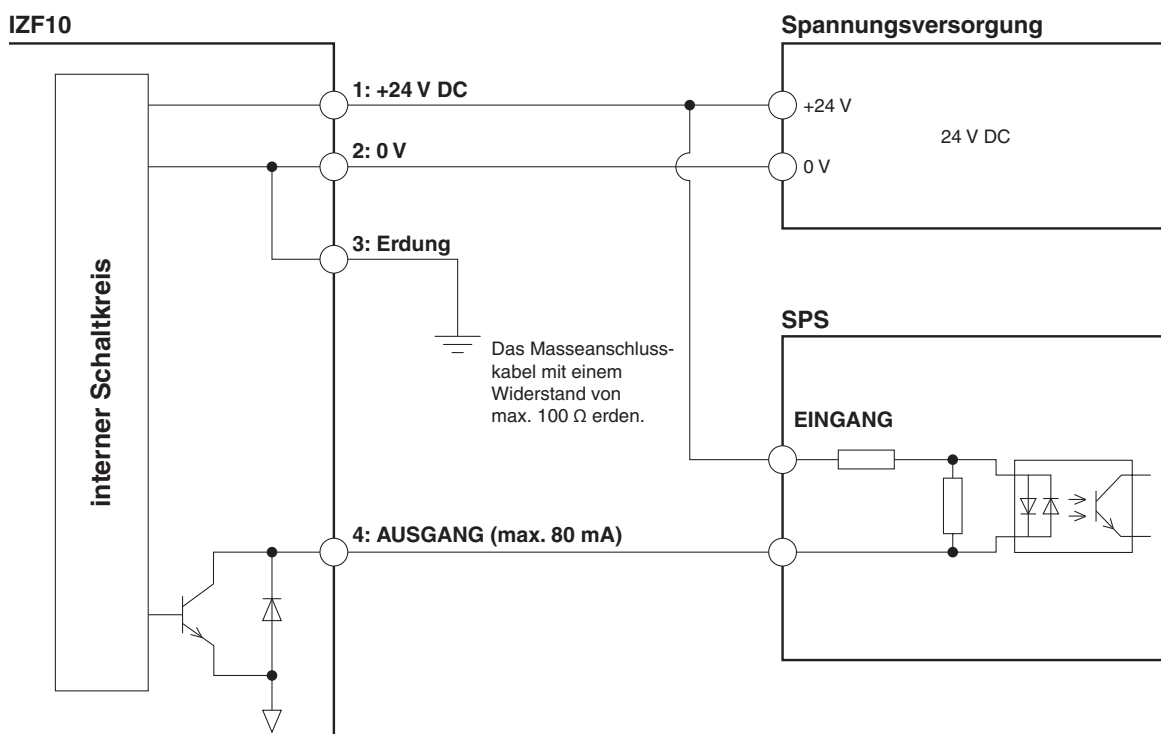 IZF10
Spannungsversorgung
1: +24 V DC
+24 V
24 V DC
2: 0 V
0 V
3: Erdung
interner Schaltkreis
Das Masseanschluss-
kabel mit einem
Widerstand von
max. 100 Ω erden.
SPS
EINGANG
4: AUSGANG (max. 80 mA)